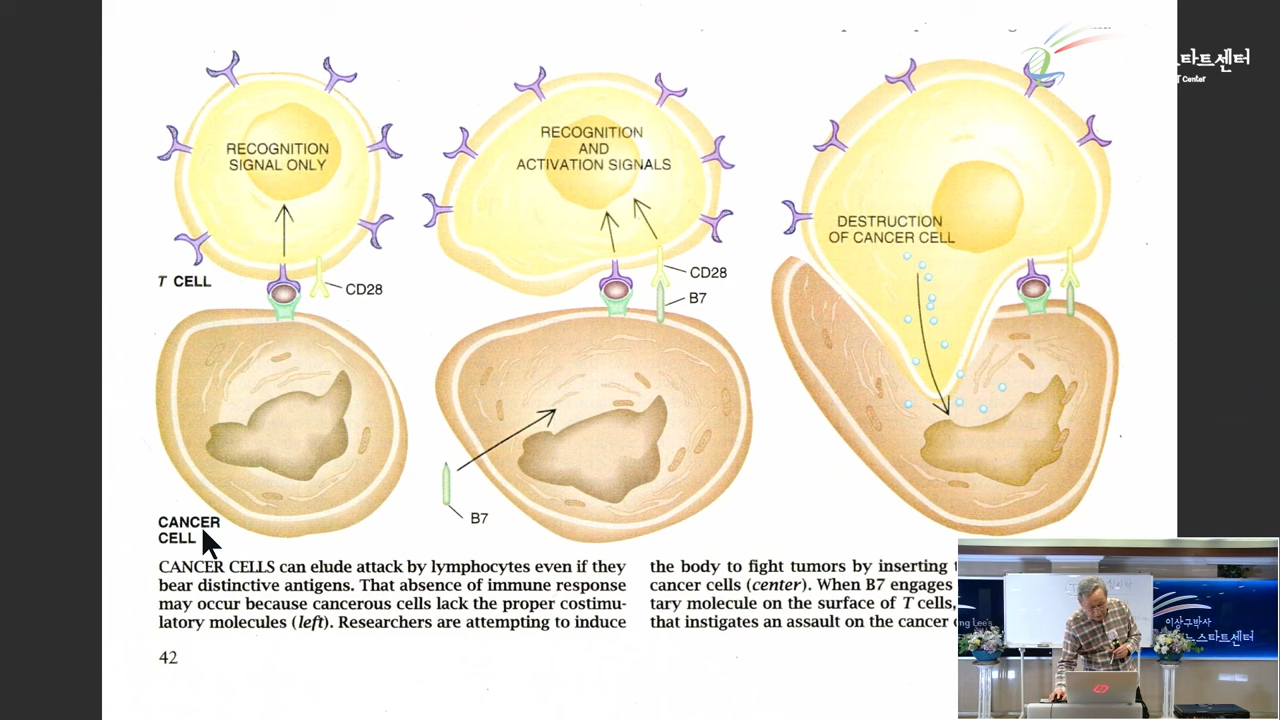 스타트센터
T Center
RECOGNITION
SIGNAL ONLY
T CELL
CD28
CANCER
CELL
RECOGNITION
AND
ACTIVATION SIGNALS
CD28
B7
B7
DESTRUCTION
OF CANCER CELL
CANCER CELLS can elude attack by lymphocytes even if they
bear distinctive antigens. That absence of immune response
may occur because cancerous cells lack the proper costimu-
latory molecules (left). Researchers are attempting to induce
the body to fight tumors by inserting
cancer cells (center). When B7 engages
tary molecule on the surface of T cells,
that instigates an assault on the cancer
42
이상구박사
뉴스타트센터
ng Lee's